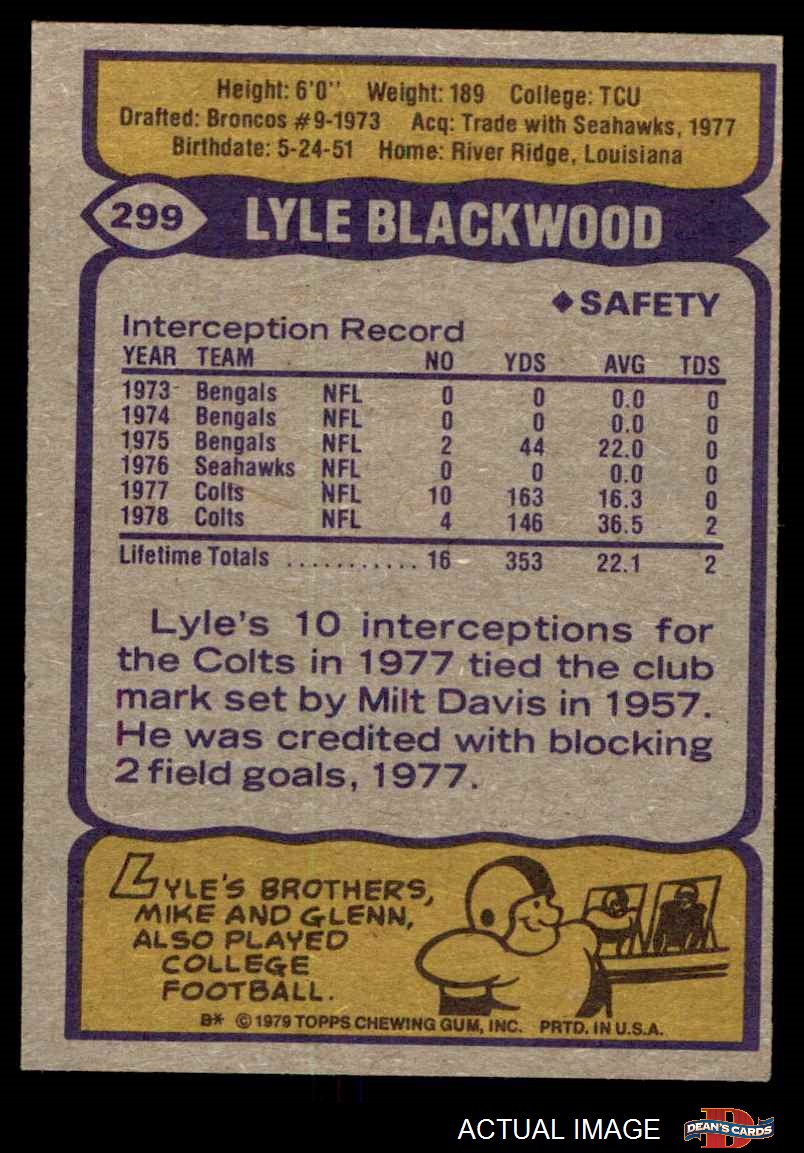 Height: 6'0'' Weight: 189 College: TCU
Drafted: Broncos #9-1973 Acq: Trade with Seahawks, 1977
Birthdate: 5-24-51 Home: River Ridge, Louisiana
299 LYLE BLACKWOOD
◆SAFETY
Interception Record
YEAR TEAM NO YDS AVG TDS
1973 Bengals NFL 0 0 0.0 0
1974 Bengals NFL 0 0 0.0 0
1975 Bengals NFL 2 44 22.0 0
1976 Seahawks NFL 0 0 0.0 0
1977 Colts NFL 10 163 16.3 0
1978 Colts NFL 4 146 36.5 2
Lifetime Totals ........... 16 353 22.1 2
Lyle's 10 interceptions for
the Colts in 1977 tied the club
mark set by Milt Davis in 1957.
He was credited with blocking
2 field goals, 1977.
LYLE'S BROTHERS,
MIKE AND GLENN,
ALSO PLAYED
COLLEGE
FOOTBALL.
B* © 1979 TOPPS CHEWING GUM, INC. PRTD. IN U.S.A.
ACTUAL IMAGE
D
DEAN'S CARDS